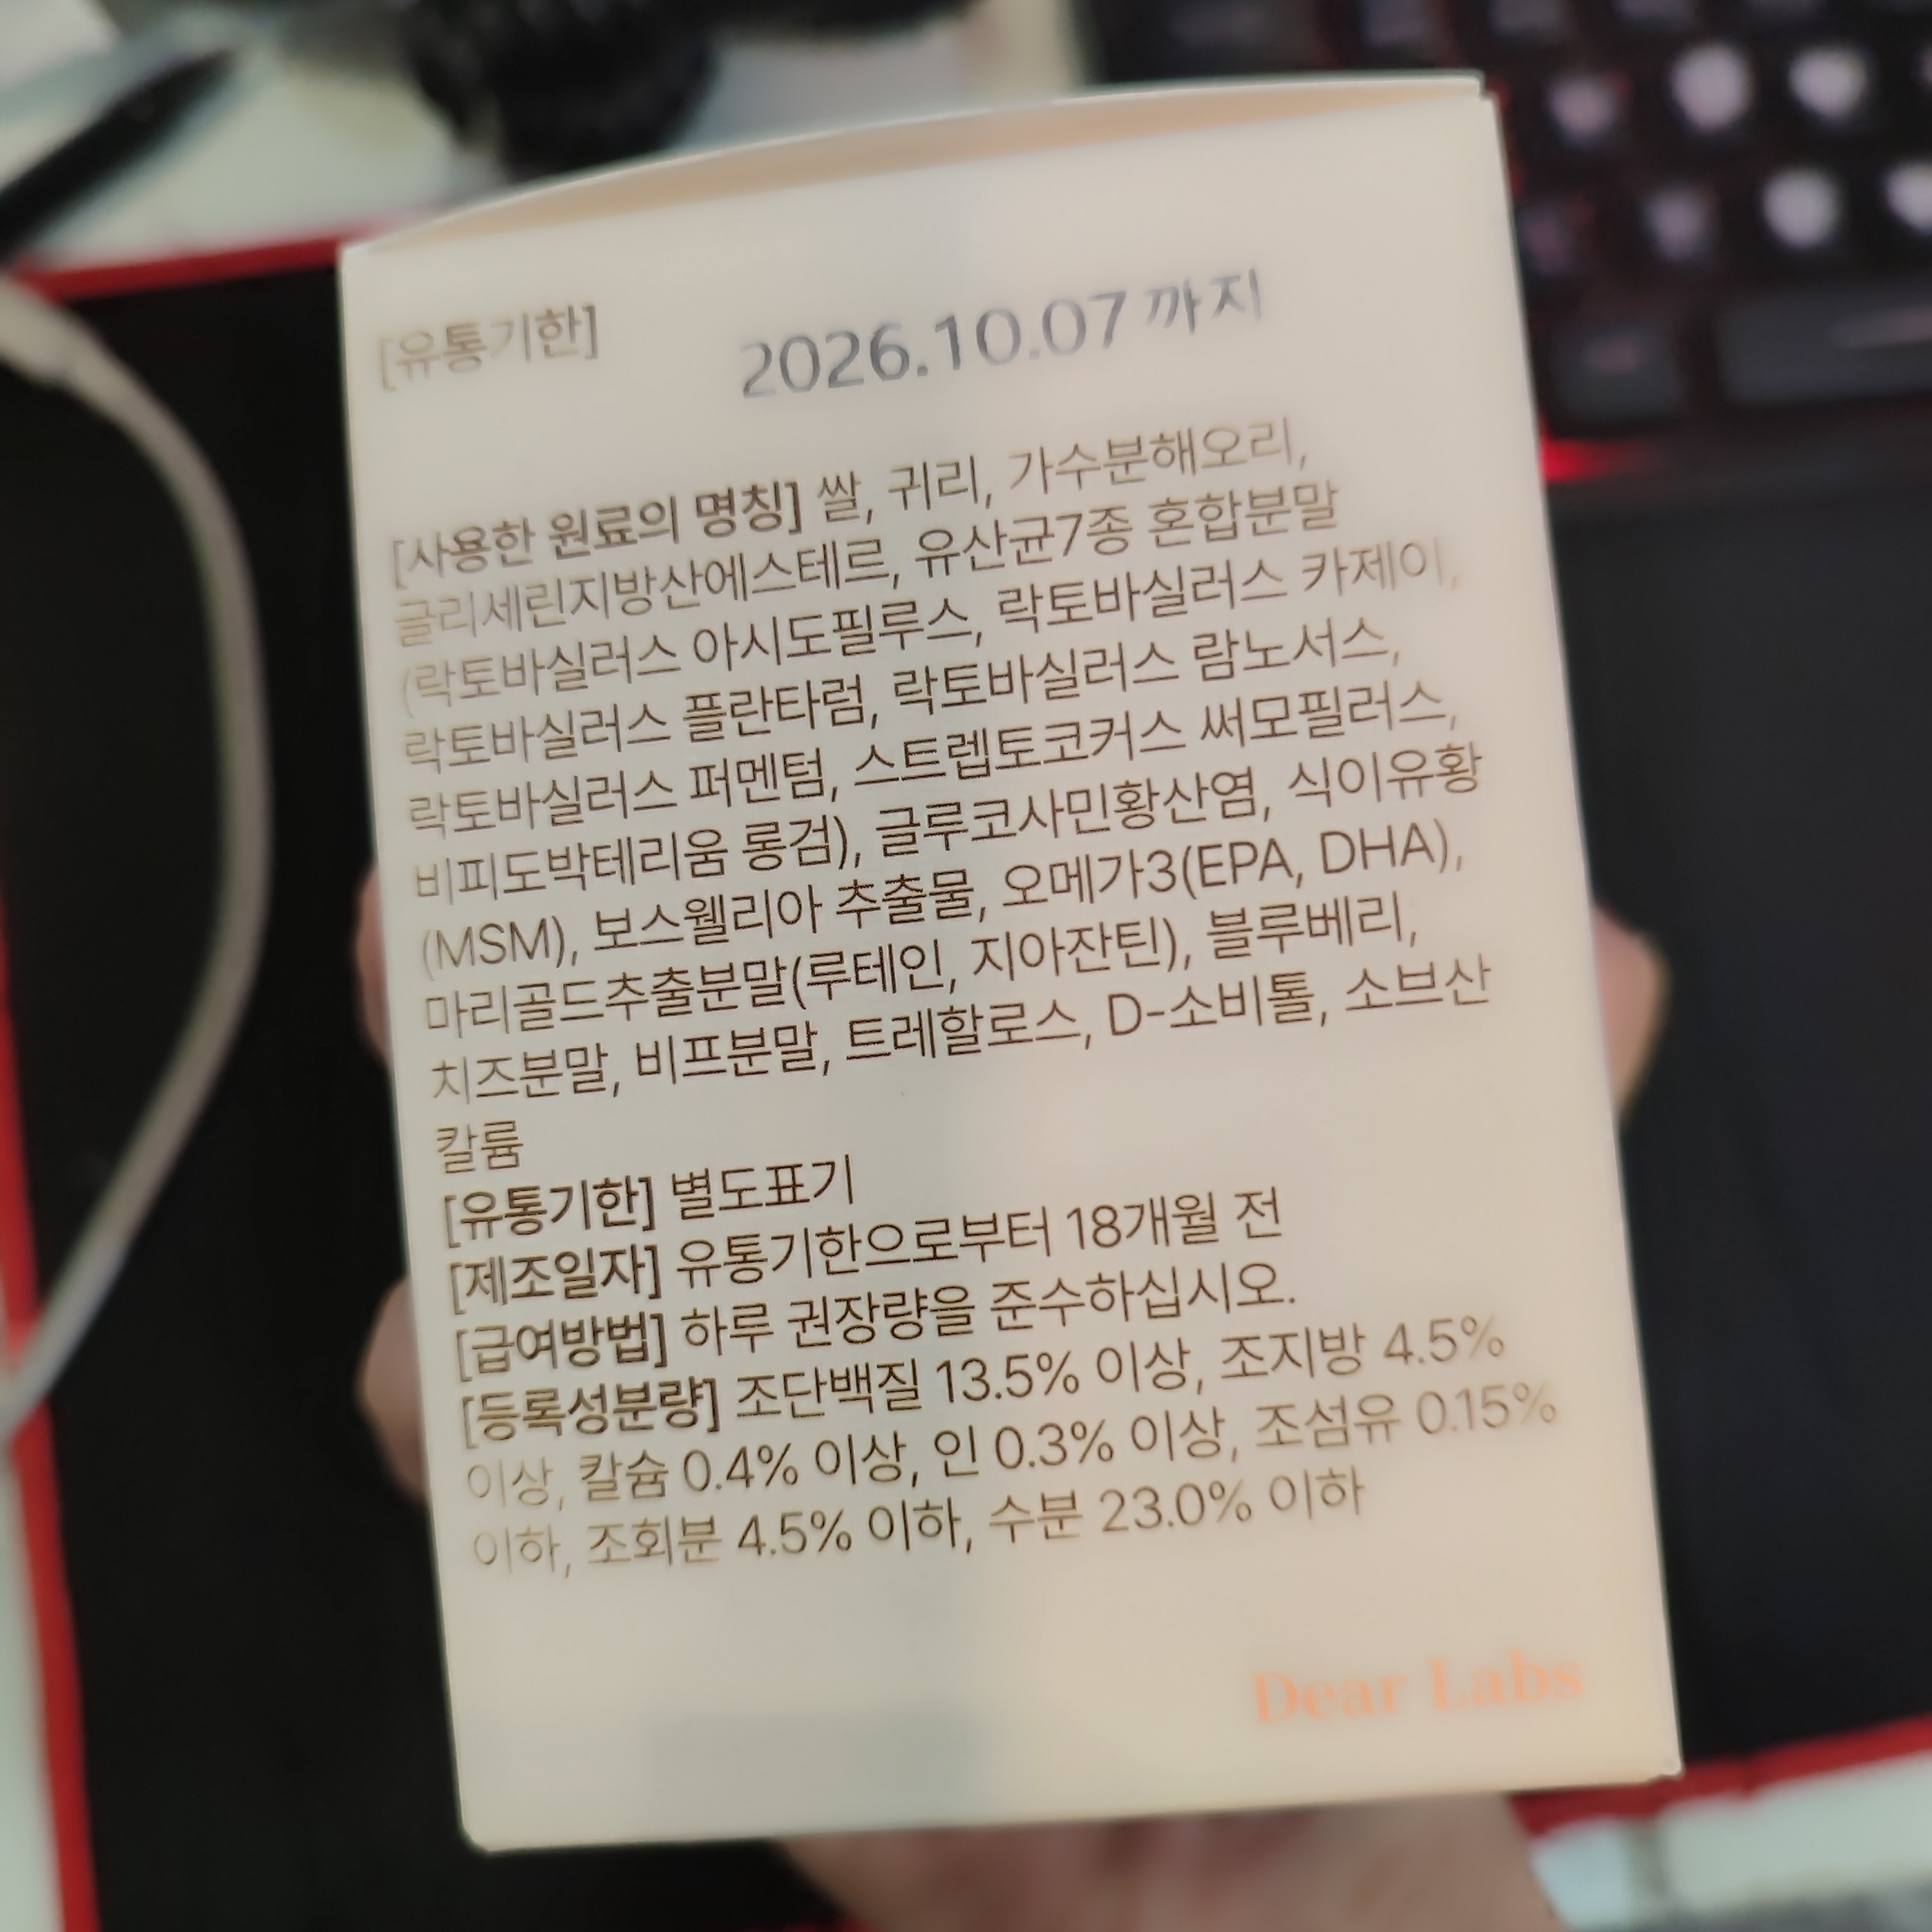 [유통기한] 2026.10.07 까지
[사용한 원료의 명칭] 쌀, 귀리, 가수분해오리,
글리세린지방산에스테르, 유산균7종 혼합분말
(락토바실러스 아시도필루스, 락토바실러스 카제이,
락토바실러스 플란타럼, 락토바실러스 람노서스,
락토바실러스 퍼멘텀, 스트렙토코커스 써모필러스,
비피도박테리움 롱검), 글루코사민황산염, 식이유황
(MSM), 보스웰리아 추출물, 오메가3(EPA, DHA),
마리골드추출분말(루테인, 지아잔틴), 블루베리,
치즈분말, 비프분말, 트레할로스, D-소비톨, 소브산
칼륨
[유통기한] 별도표기
[제조일자] 유통기한으로부터 18개월 전
[급여방법] 하루 권장량을 준수하십시오.
[등록성분량] 조단백질 13.5% 이상, 조지방 4.5%
이상, 칼슘 0.4% 이상, 인 0.3% 이상, 조섬유 0.15%
이하, 조회분 4.5% 이하, 수분 23.0% 이하
Dear Labs